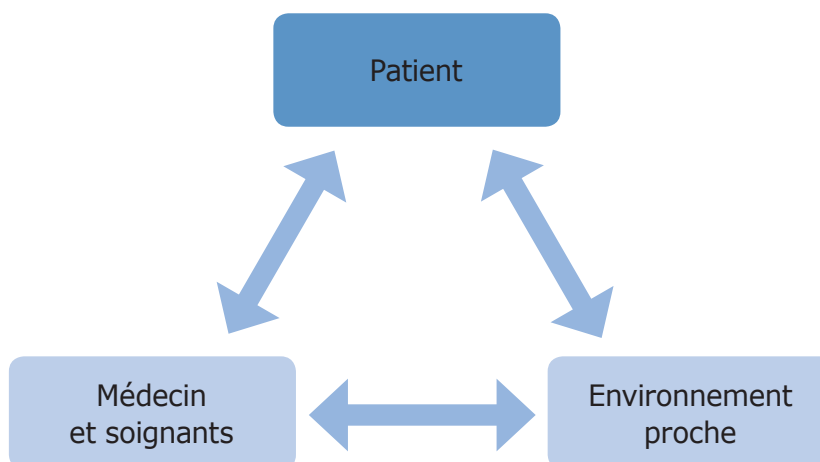 Patient
Médecin
et soignants
Environnement
proche